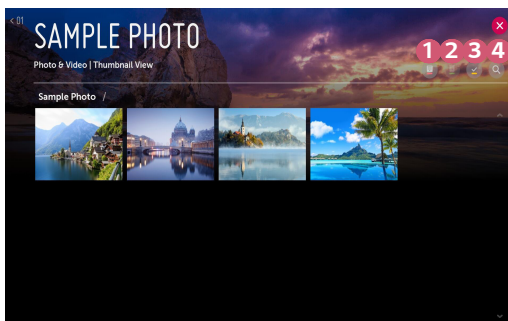 < 01
SAMPLE PHOTO
Photo & Video | Thumbnail View
1 2 3 4
Sample Photo /